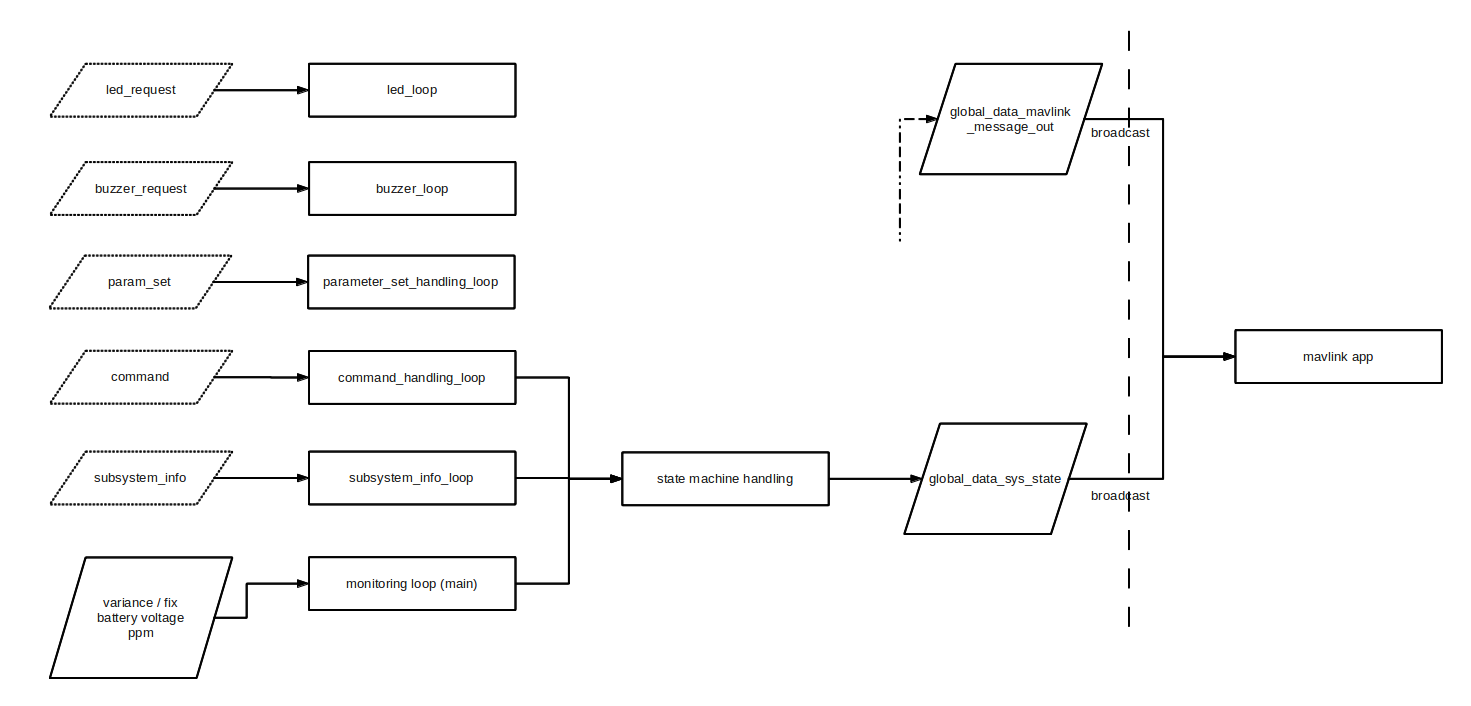 led_request
led_loop
global_data_mavlink
_message_out
broadcast
buzzer_request
buzzer_loop
param_set
parameter_set_handling_loop
mavlink app
command
command_handling_loop
subsystem_info
subsystem_info_loop
state machine handling
global_data_sys_state
broadcast
variance / fix
battery voltage
ppm
monitoring loop (main)